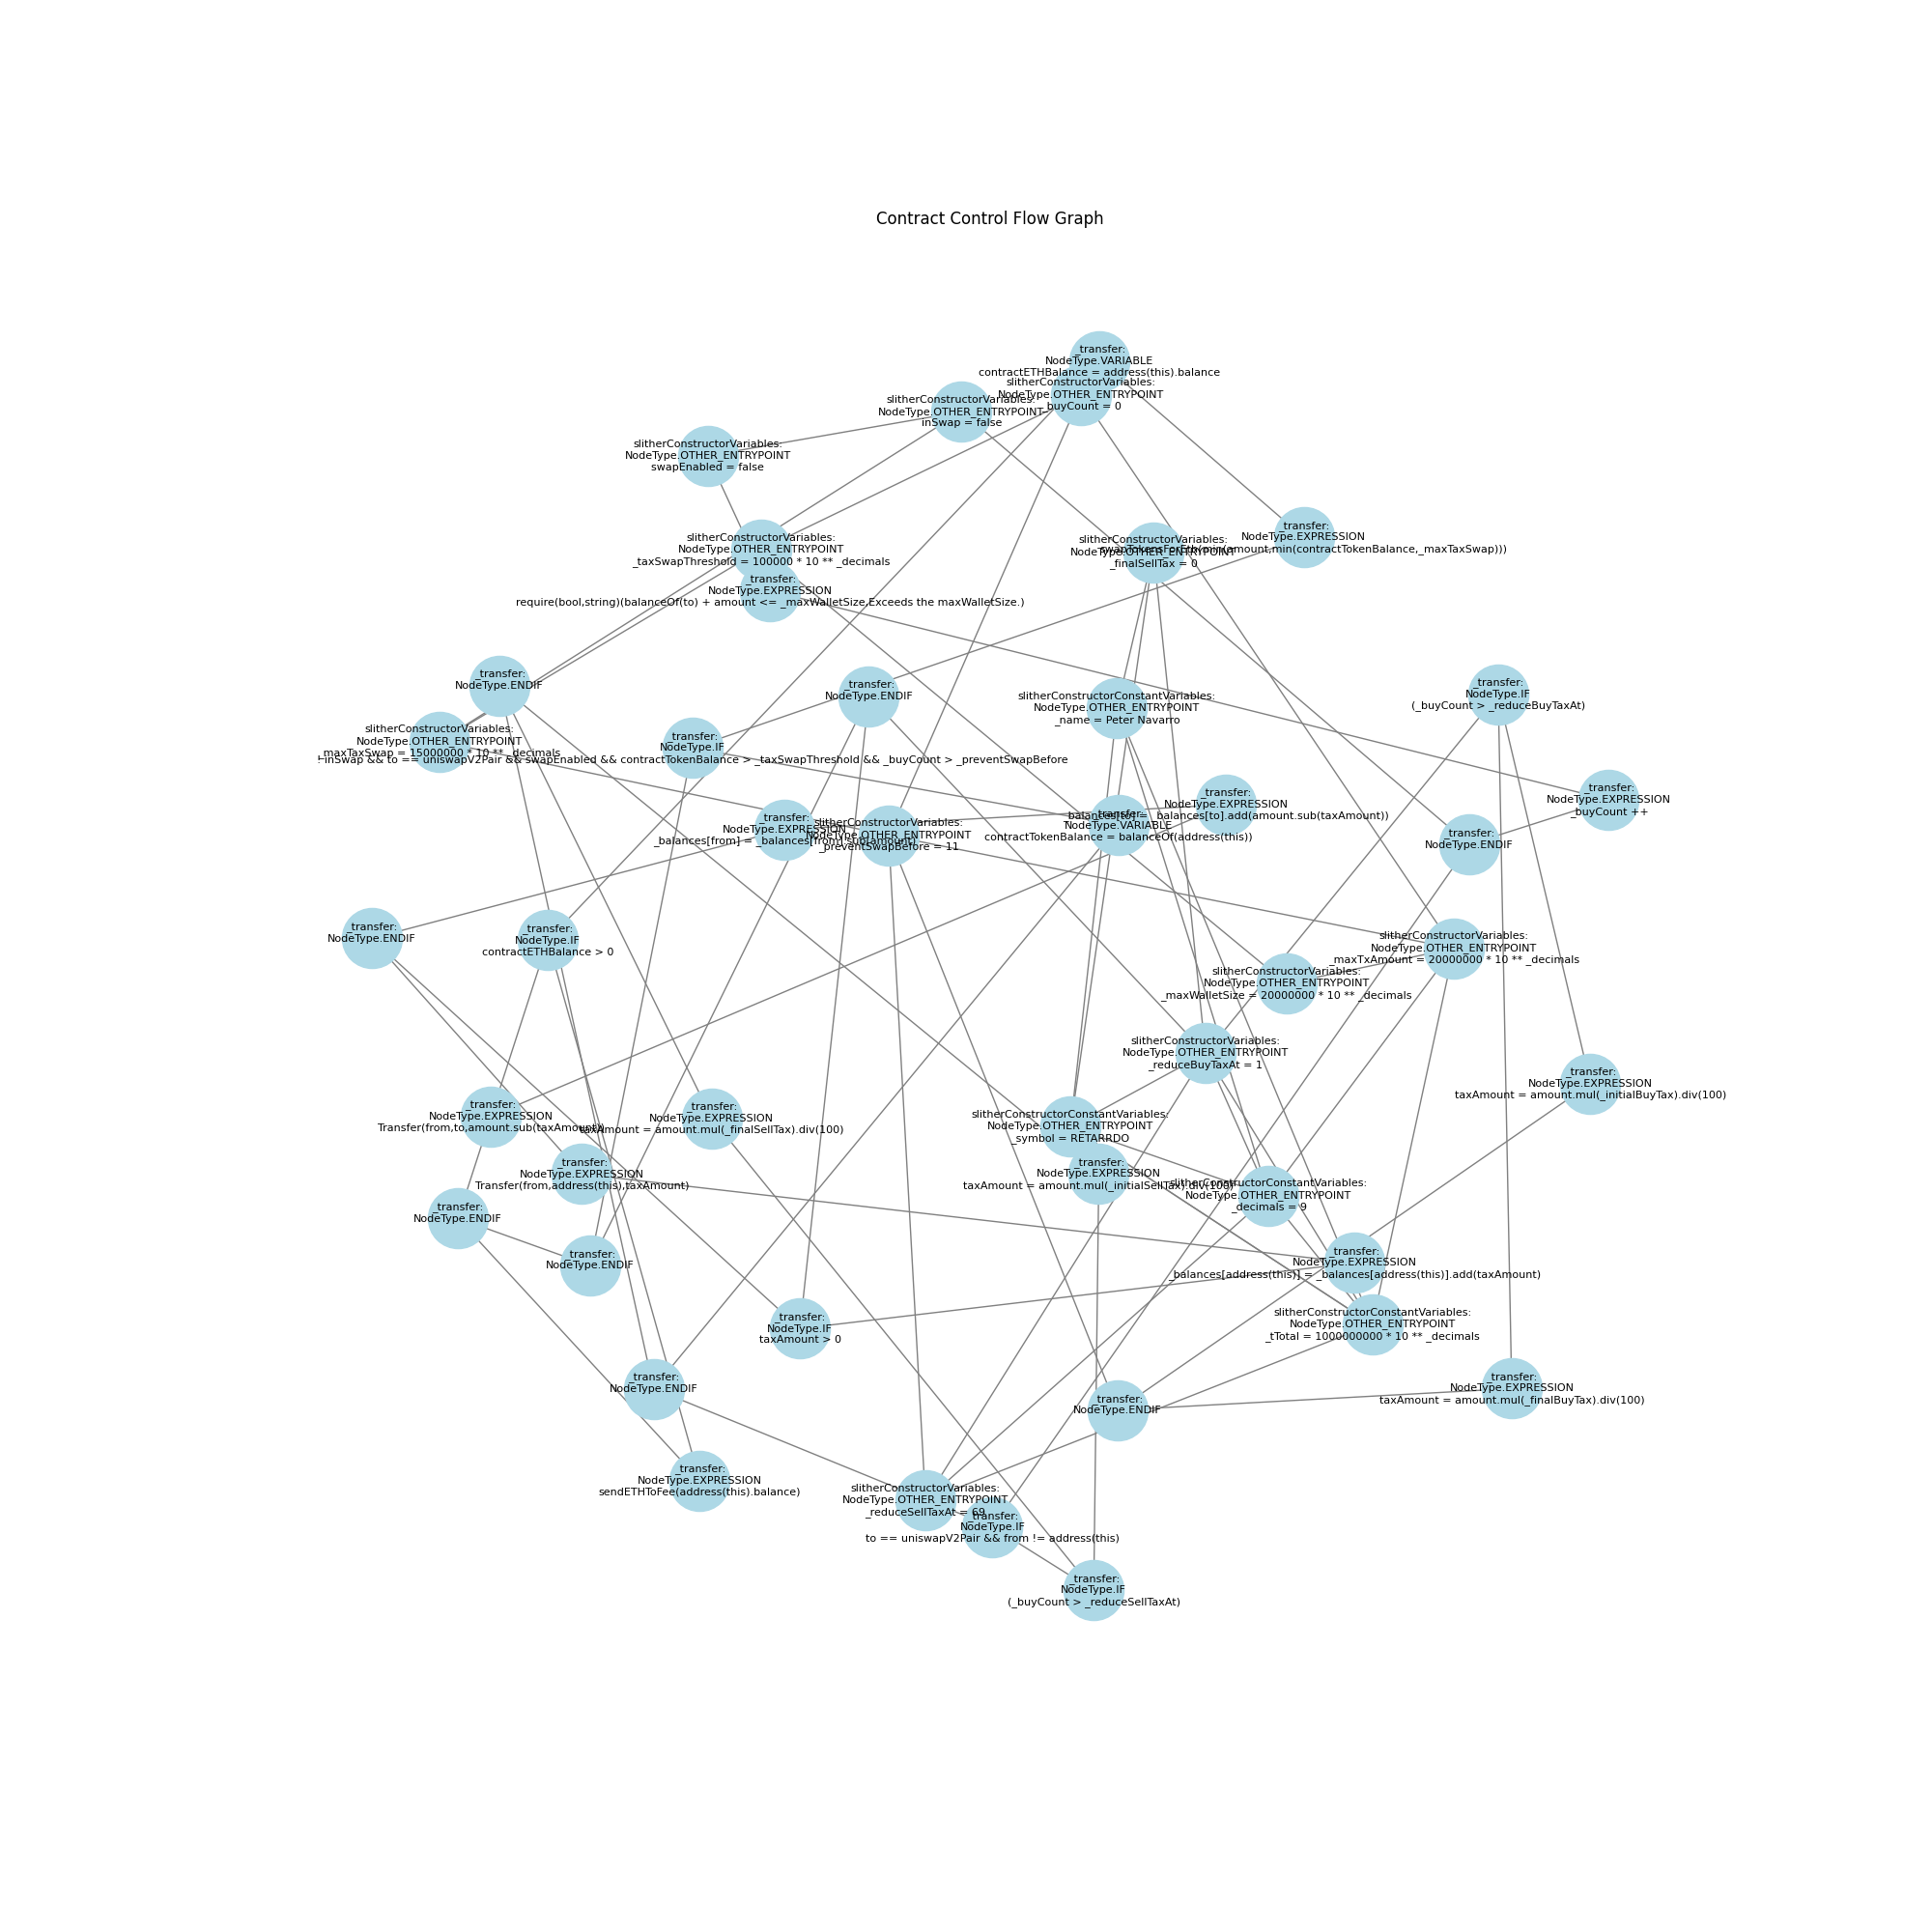 Contract Control Flow Graph
_transfer:
NodeType.VARIABLE
contractETHBalance = address(this).balance
slitherConstructorVariables:
NodeType.OTHER_ENTRYPOINT
_buyCount = 0
slitherConstructorVariables:
NodeType.OTHER_ENTRYPOINT
inSwap = false
slitherConstructorVariables:
NodeType.OTHER_ENTRYPOINT
swapEnabled = false
slitherConstructorVariables:
NodeType.OTHER_ENTRYPOINT
_taxSwapThreshold = 100000 * 10 ** _decimals
_transfer:
NodeType.EXPRESSION
swapTokensForEth(min(amount,min(contractTokenBalance,_maxTaxSwap)))
slitherConstructorVariables:
NodeType.OTHER_ENTRYPOINT
_finalSellTax = 0
_transfer:
NodeType.EXPRESSION
require(bool,string)(balanceOf(to) + amount <= _maxWalletSize,Exceeds the maxWalletSize.)
_transfer:
NodeType.ENDIF
_transfer:
NodeType.ENDIF
slitherConstructorConstantVariables:
NodeType.OTHER_ENTRYPOINT
_name = Peter Navarro
_transfer:
NodeType.IF
(_buyCount > _reduceBuyTaxAt)
slitherConstructorVariables:
NodeType.OTHER_ENTRYPOINT
_maxTaxSwap = 15000000 * 10 ** _decimals
_transfer:
NodeType.IF
!inSwap && to == uniswapV2Pair && swapEnabled && contractTokenBalance > _taxSwapThreshold && _buyCount > _preventSwapBefore
_transfer:
NodeType.EXPRESSION
_balances[to] = _balances[to].add(amount.sub(taxAmount))
_transfer:
NodeType.EXPRESSION
_buyCount ++
_transfer:
NodeType.EXPRESSION
_balances[from] = _balances[from].sub(amount)
slitherConstructorVariables:
NodeType.OTHER_ENTRYPOINT
_preventSwapBefore = 11
_transfer:
NodeType.VARIABLE
contractTokenBalance = balanceOf(address(this))
_transfer:
NodeType.ENDIF
_transfer:
NodeType.ENDIF
_transfer:
NodeType.IF
contractETHBalance > 0
slitherConstructorVariables:
NodeType.OTHER_ENTRYPOINT
_maxTxAmount = 20000000 * 10 ** _decimals
slitherConstructorVariables:
NodeType.OTHER_ENTRYPOINT
_maxWalletSize = 20000000 * 10 ** _decimals
slitherConstructorVariables:
NodeType.OTHER_ENTRYPOINT
_reduceBuyTaxAt = 1
_transfer:
NodeType.EXPRESSION
taxAmount = amount.mul(_initialBuyTax).div(100)
_transfer:
NodeType.EXPRESSION
Transfer(from,to,amount.sub(taxAmount))
_transfer:
NodeType.EXPRESSION
taxAmount = amount.mul(_finalSellTax).div(100)
slitherConstructorConstantVariables:
NodeType.OTHER_ENTRYPOINT
_symbol = RETARRDO
_transfer:
NodeType.EXPRESSION
Transfer(from,address(this),taxAmount)
_transfer:
NodeType.EXPRESSION
taxAmount = amount.mul(_initialSellTax).div(100)
slitherConstructorConstantVariables:
NodeType.OTHER_ENTRYPOINT
_decimals = 9
_transfer:
NodeType.ENDIF
_transfer:
NodeType.ENDIF
_transfer:
NodeType.EXPRESSION
_balances[address(this)] = _balances[address(this)].add(taxAmount)
_transfer:
NodeType.IF
taxAmount > 0
slitherConstructorConstantVariables:
NodeType.OTHER_ENTRYPOINT
_tTotal = 1000000000 * 10 ** _decimals
_transfer:
NodeType.ENDIF
_transfer:
NodeType.ENDIF
_transfer:
NodeType.EXPRESSION
taxAmount = amount.mul(_finalBuyTax).div(100)
_transfer:
NodeType.EXPRESSION
sendETHToFee(address(this).balance)
slitherConstructorVariables:
NodeType.OTHER_ENTRYPOINT
_reduceSellTaxAt = 69
_transfer:
NodeType.IF
to == uniswapV2Pair && from != address(this)
_transfer:
NodeType.IF
(_buyCount > _reduceSellTaxAt)